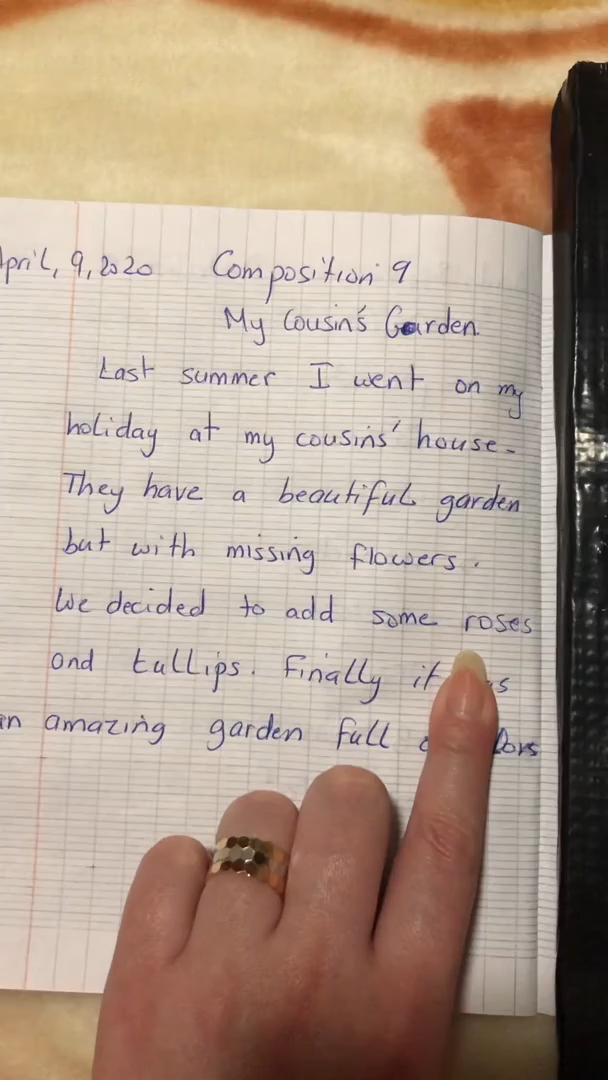 April, 9, 2020 Composition 9
My Cousin's Garden.
Last summer I went on my
holiday at my cousins' house.
They have a beautiful garden
but with missing flowers.
We decided to add some roses
and tullips. Finally it
an amazing garden full